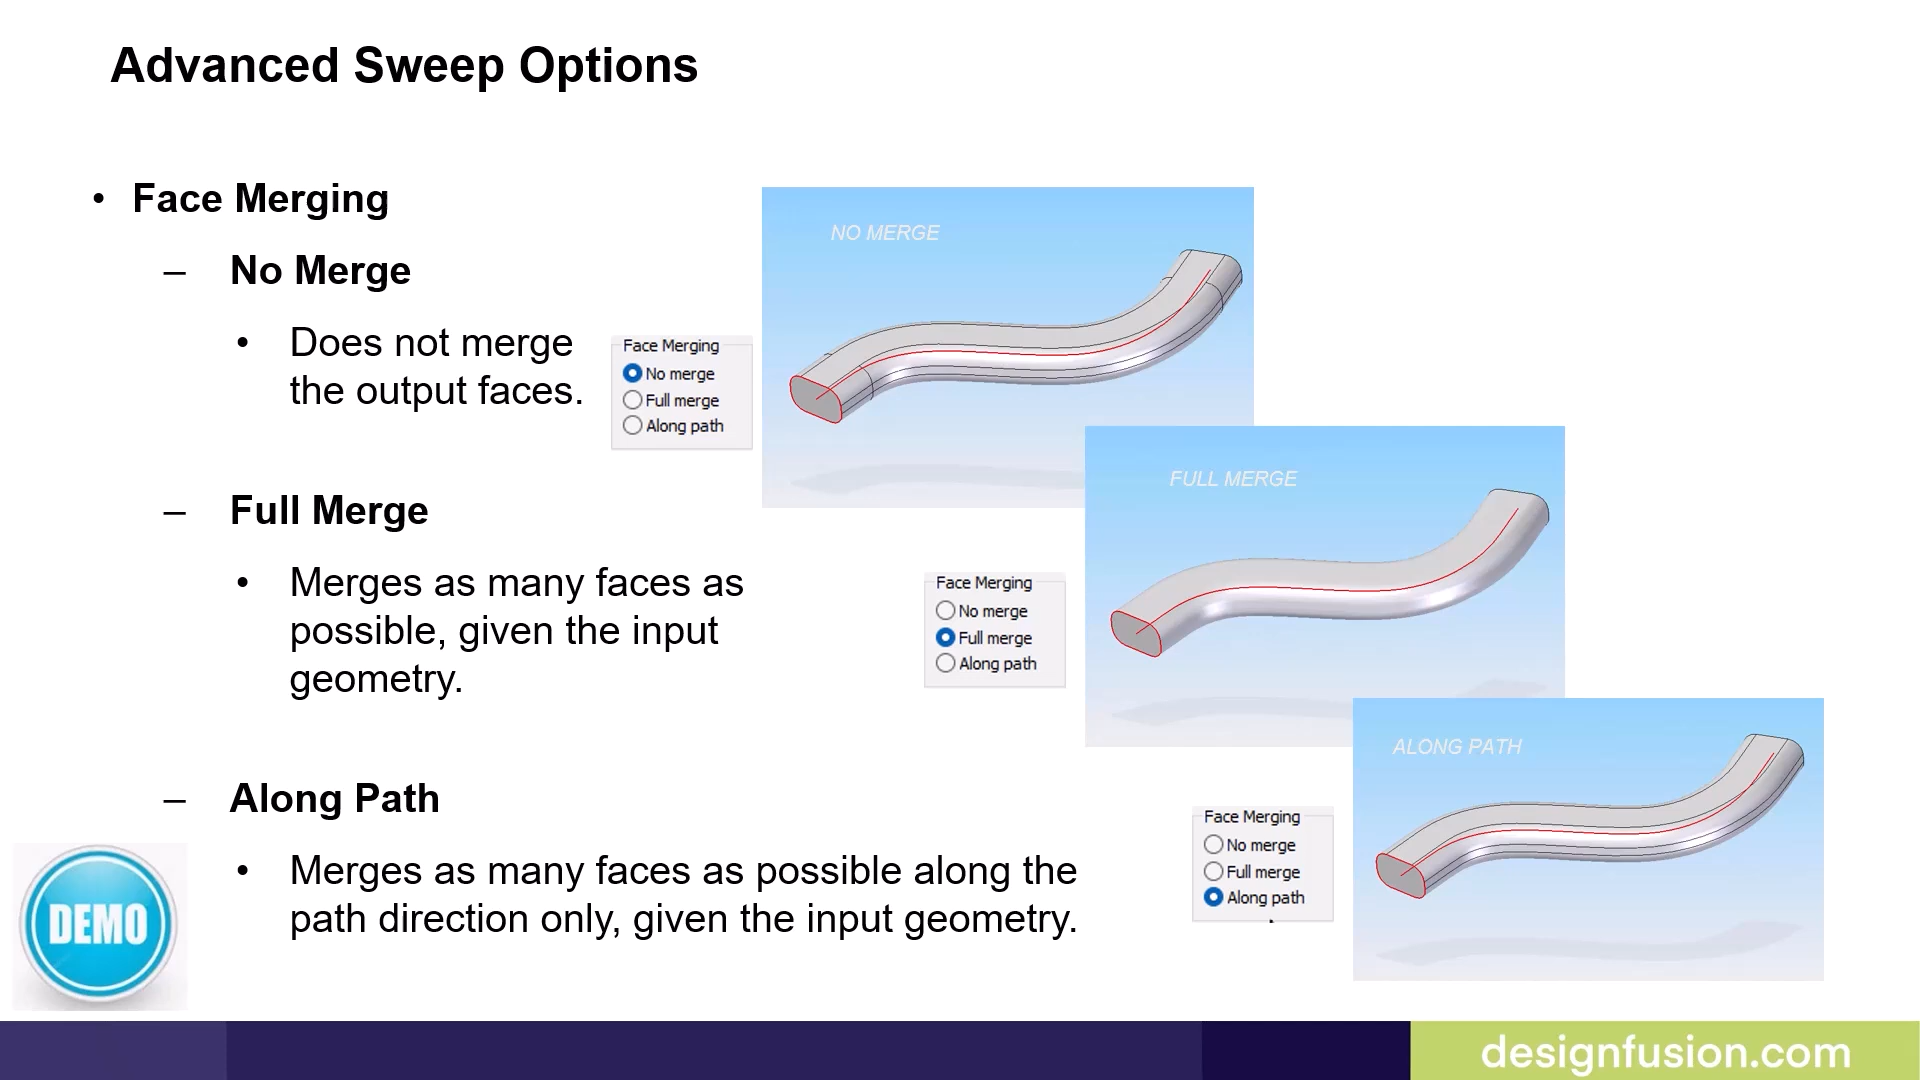 Advanced Sweep Options
• Face Merging
– No Merge
• Does not merge
the output faces.
Face Merging
No merge
Full merge
Along path
NO MERGE
– Full Merge
• Merges as many faces as
possible, given the input
geometry.
Face Merging
No merge
Full merge
Along path
FULL MERGE
– Along Path
• Merges as many faces as possible along the
path direction only, given the input geometry.
Face Merging
No merge
Full merge
Along path
ALONG PATH
DEMO
designfusion.com